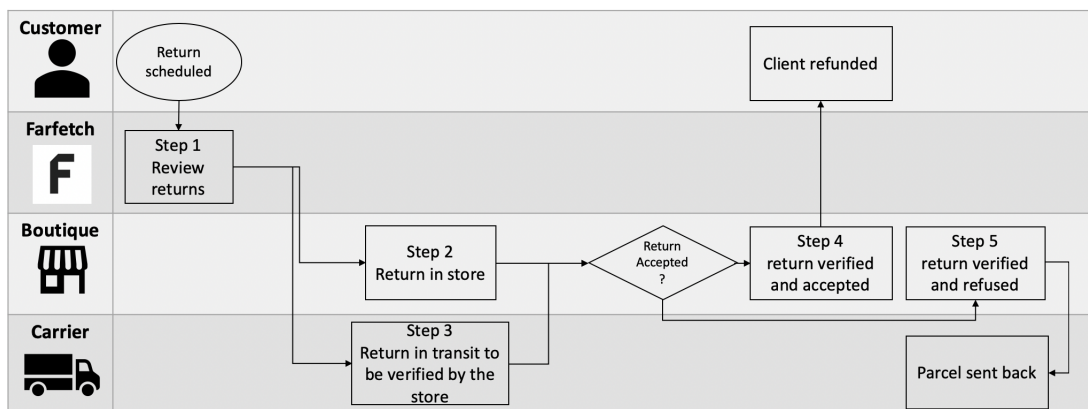 Customer
Return
scheduled
Client refunded
Farfetch
F
Step 1
Review
returns
Boutique
Step 2
Return in store
Return
Accepted
?
Step 4
return verified
and accepted
Step 5
return verified
and refused
Carrier
Step 3
Return in transit to
be verified by the
store
Parcel sent back